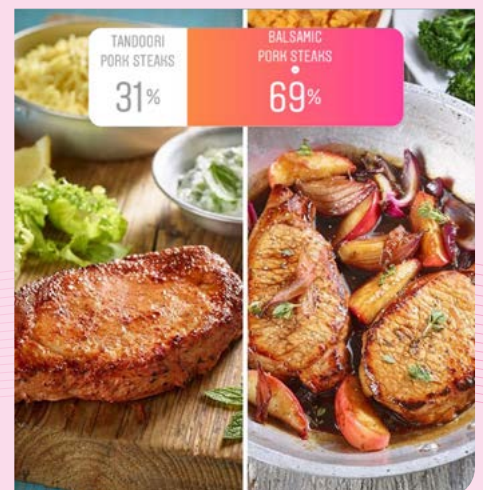 TANDOORI
PORK STEAKS
31%
BALSAMIC
PORK STEAKS
69%